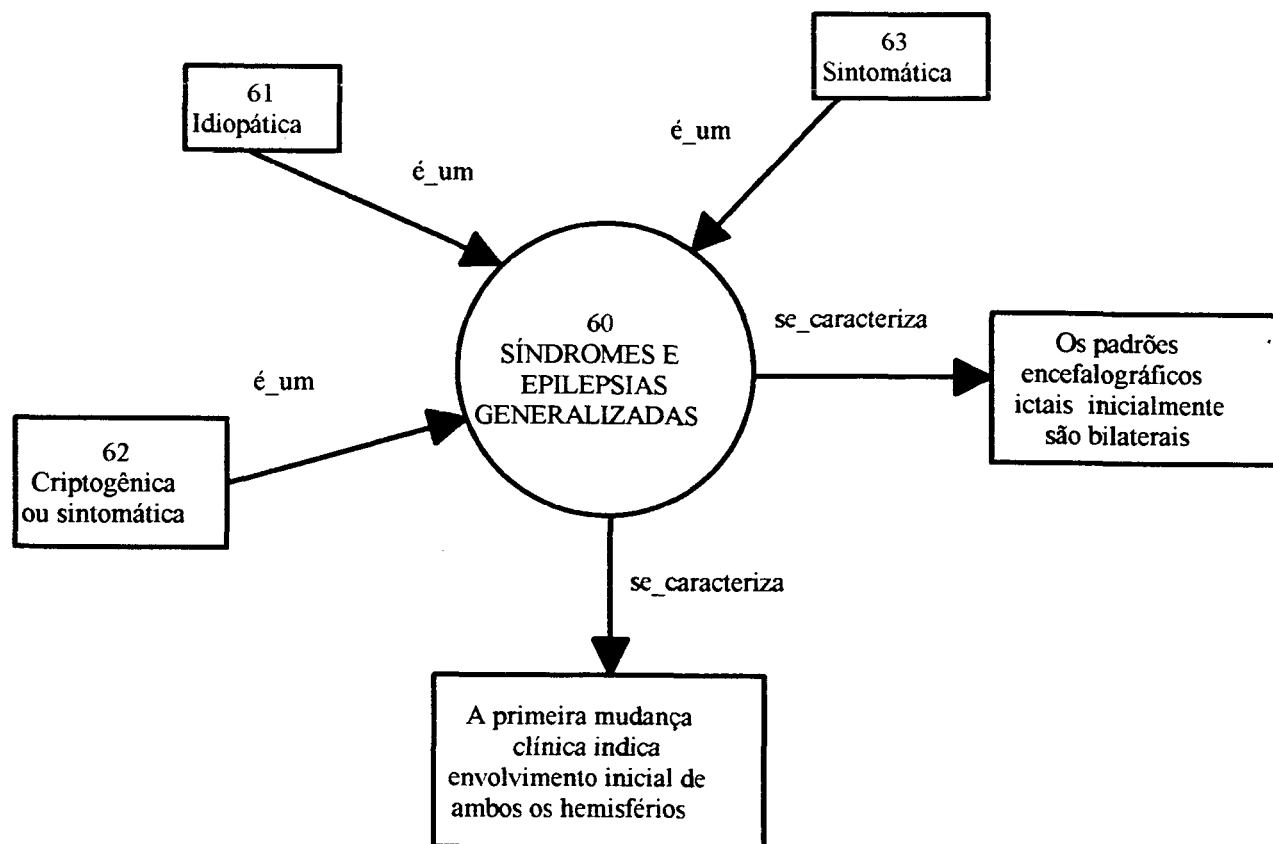 63
Sintomática
61
Idiopática
é_um
é_um
60
SÍNDROMES E
EPILEPSIAS
GENERALIZADAS
se_caracteriza
Os padrões
encefalográficos
ictais inicialmente
são bilaterais
é_um
62
Criptogênica
ou sintomática
se_caracteriza
A primeira mudança
clínica indica
envolvimento inicial de
ambos os hemisférios